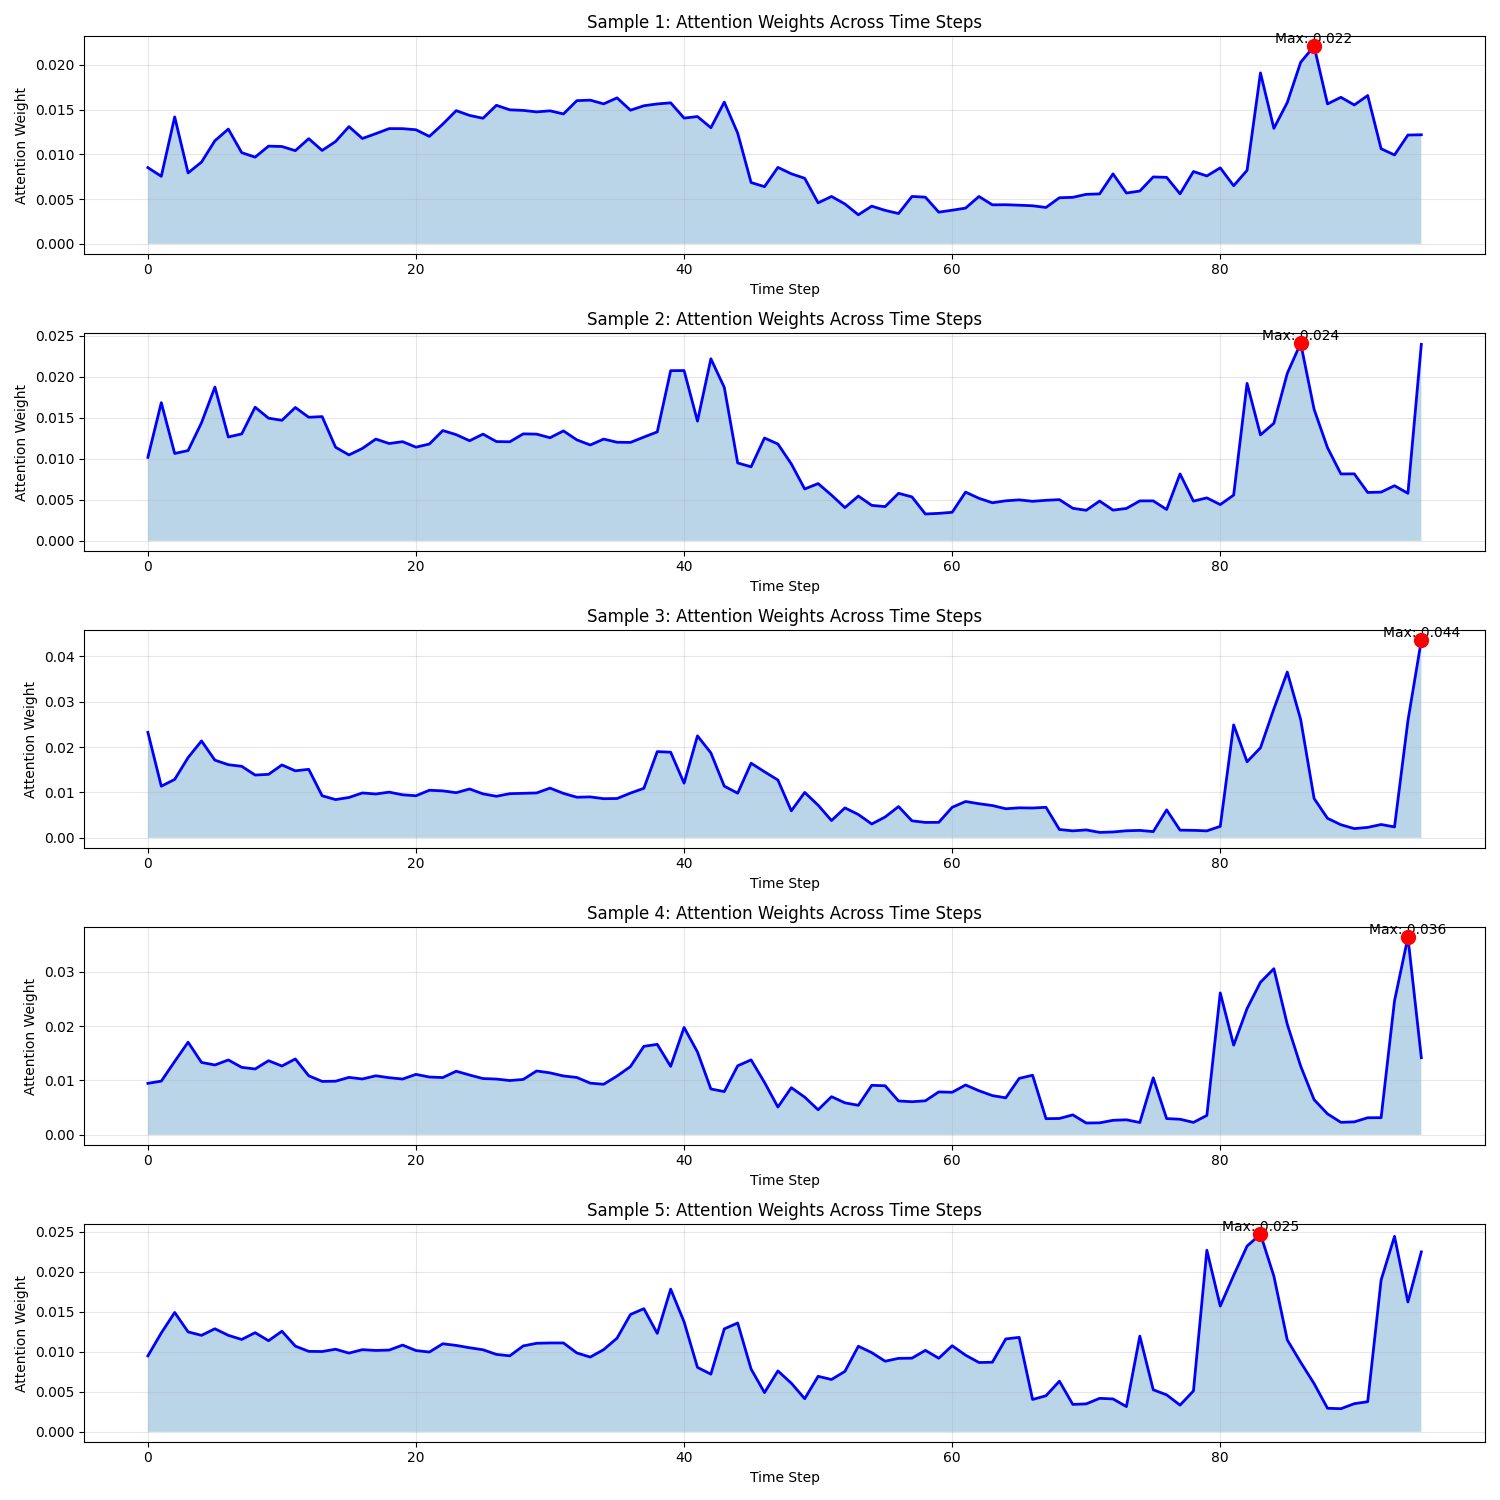 Sample 1: Attention Weights Across Time Steps
Max: 0.022
0.020
0.015
0.010
0.005
0.000
Attention Weight
0 20 40 60 80
Time Step
Sample 2: Attention Weights Across Time Steps
Max: 0.024
0.025
0.020
0.015
0.010
0.005
0.000
Attention Weight
0 20 40 60 80
Time Step
Sample 3: Attention Weights Across Time Steps
Max: 0.044
0.04
0.03
0.02
0.01
0.00
Attention Weight
0 20 40 60 80
Time Step
Sample 4: Attention Weights Across Time Steps
Max: 0.036
0.03
0.02
0.01
0.00
Attention Weight
0 20 40 60 80
Time Step
Sample 5: Attention Weights Across Time Steps
Max: 0.025
0.025
0.020
0.015
0.010
0.005
0.000
Attention Weight
0 20 40 60 80
Time Step